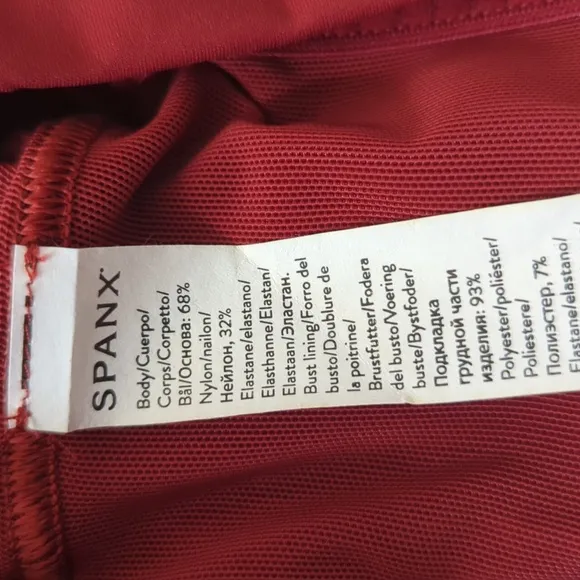 SPANX
Body/Cuerpo/
Corps/Corpetto/
Bål/Основа: 68%
Nylon/nailon/
Нейлон, 32%
Elastane/elastano/
Elasthanne/Elastan/
Elastaan/Эластан.
Bust lining/Forro del
busto/Doublure de
la poitrine/
Brustfutter/Fodera
del busto/Voering
buste/Bystfoder/
Подкладка
грудной части
изделия: 93%
Polyester/poliéster/
Poliestere/
Полиэстер, 7%
Elastane/